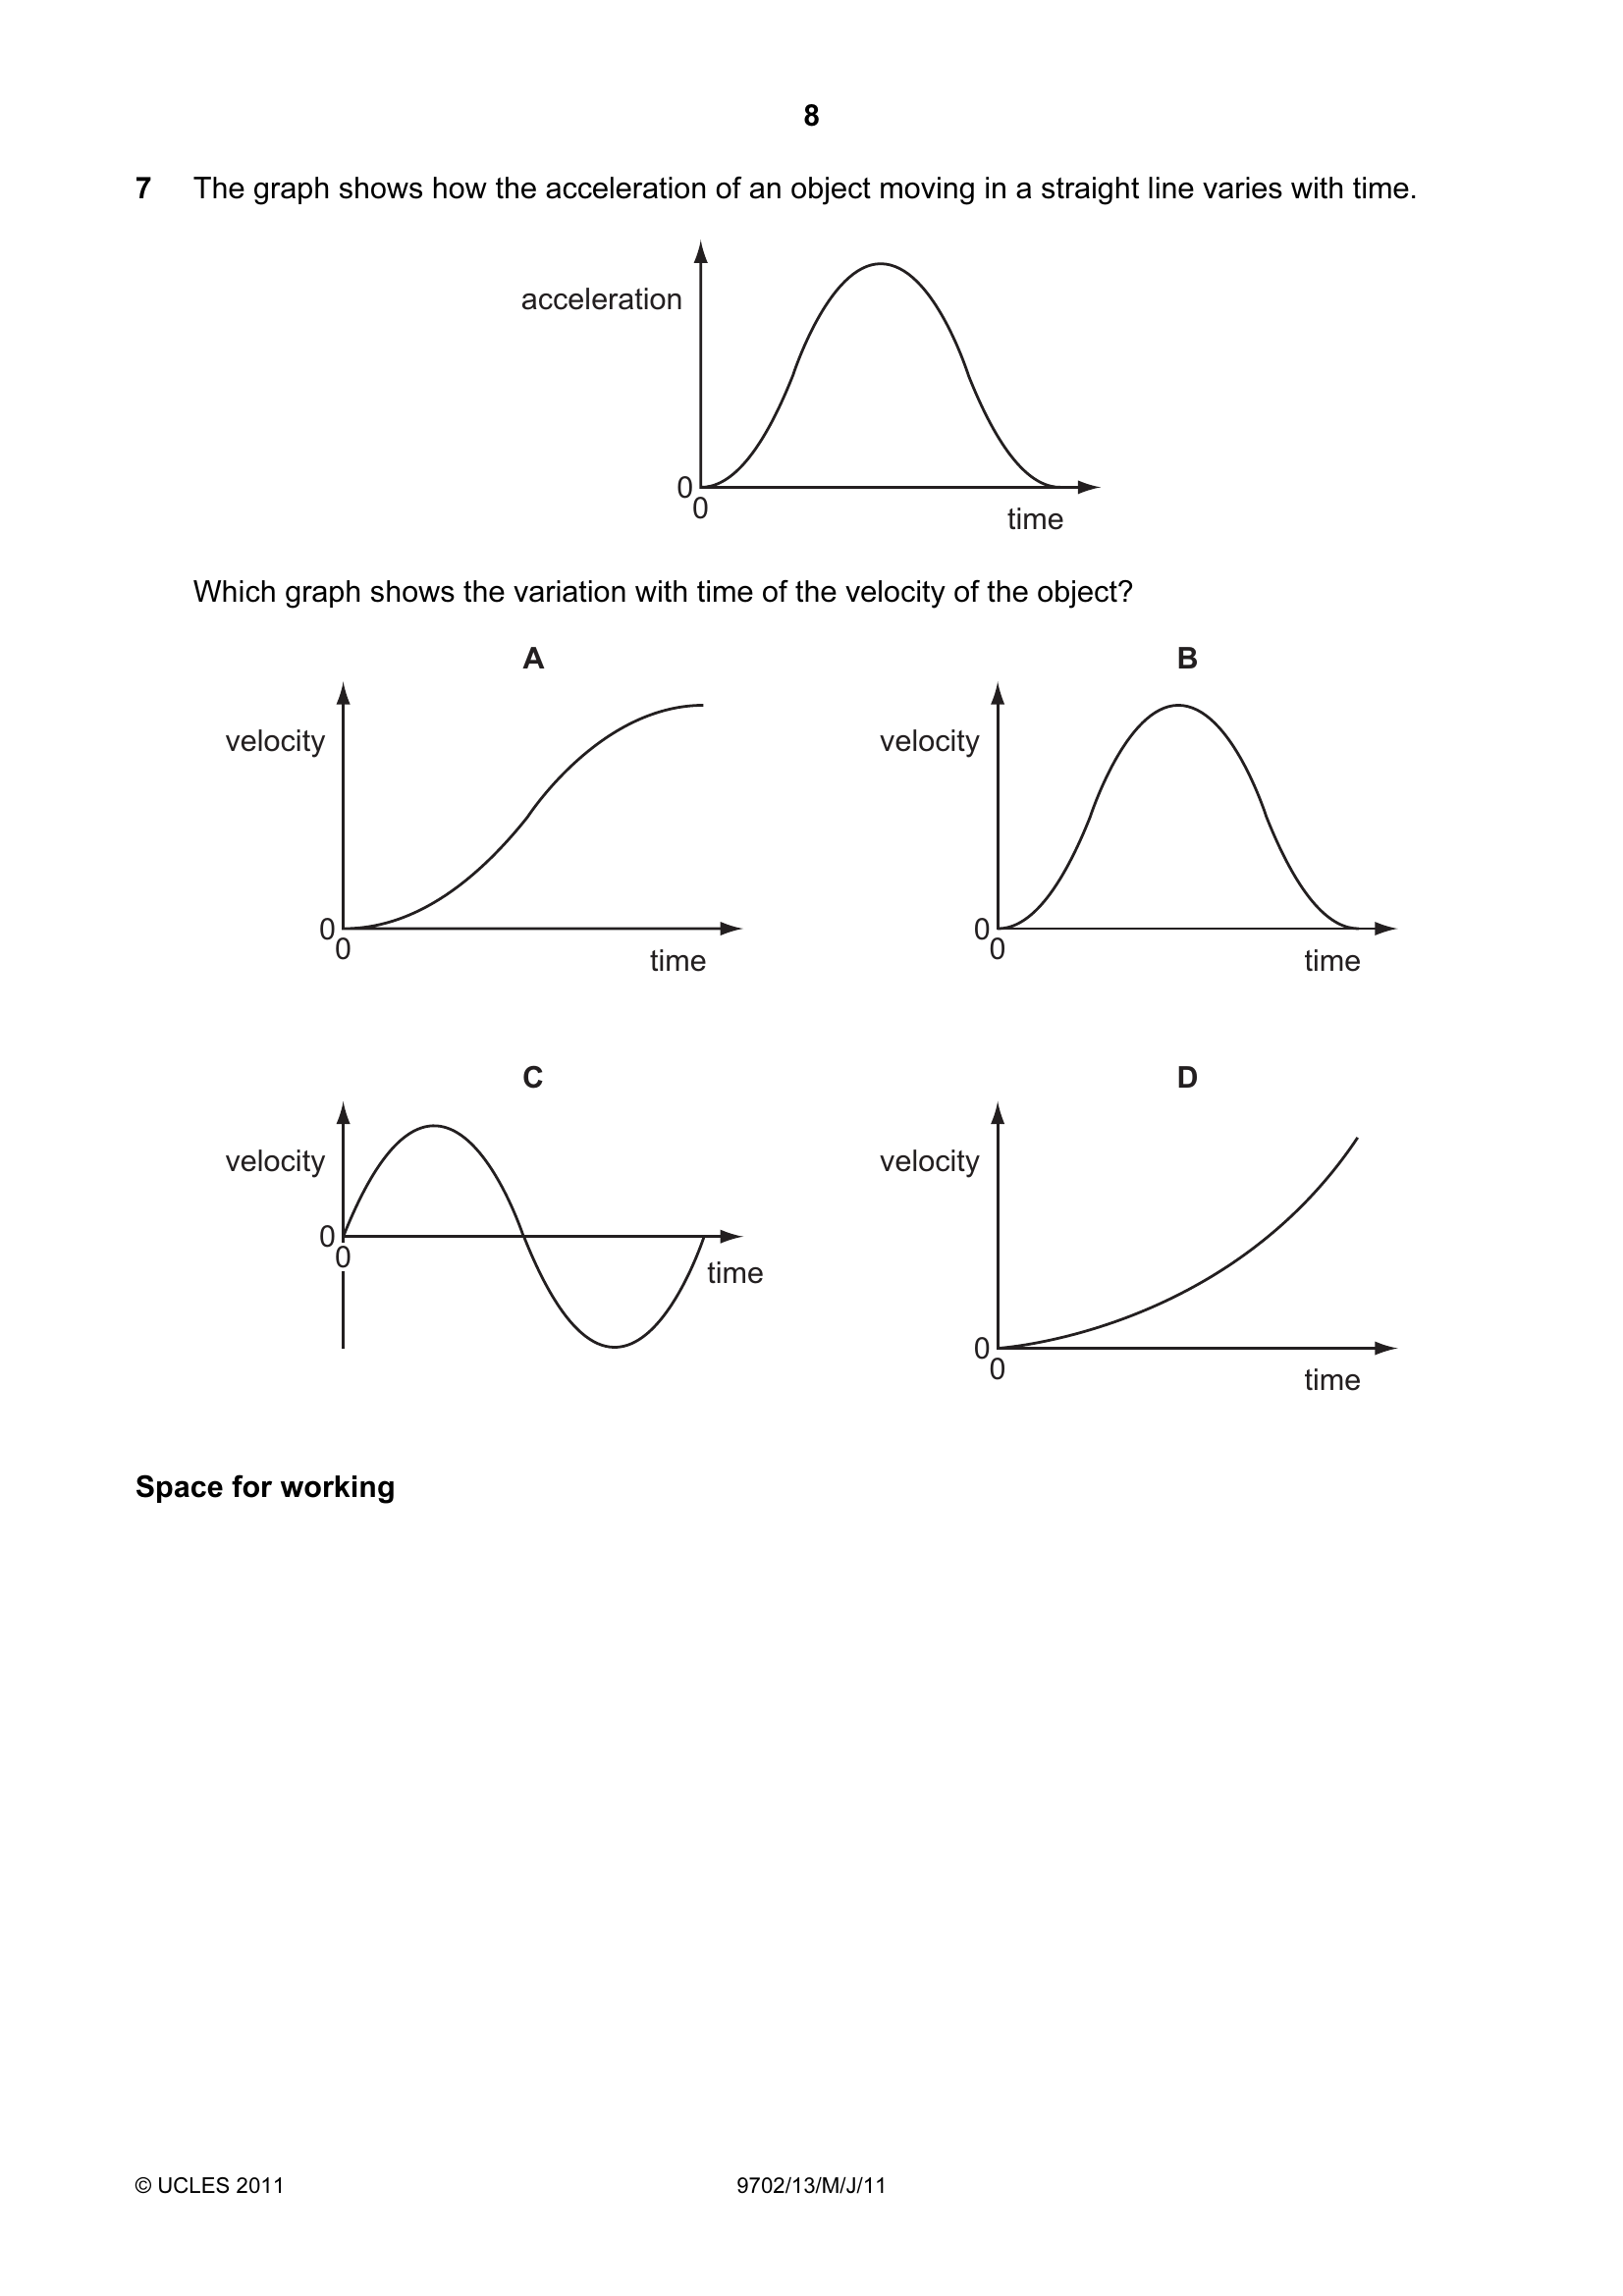 8
7 The graph shows how the acceleration of an object moving in a straight line varies with time.
acceleration
0
0
time
Which graph shows the variation with time of the velocity of the object?
A
velocity
0
0
time
B
velocity
0
0
time
C
velocity
0
0
time
D
velocity
0
0
time
Space for working
© UCLES 2011 9702/13/M/J/11